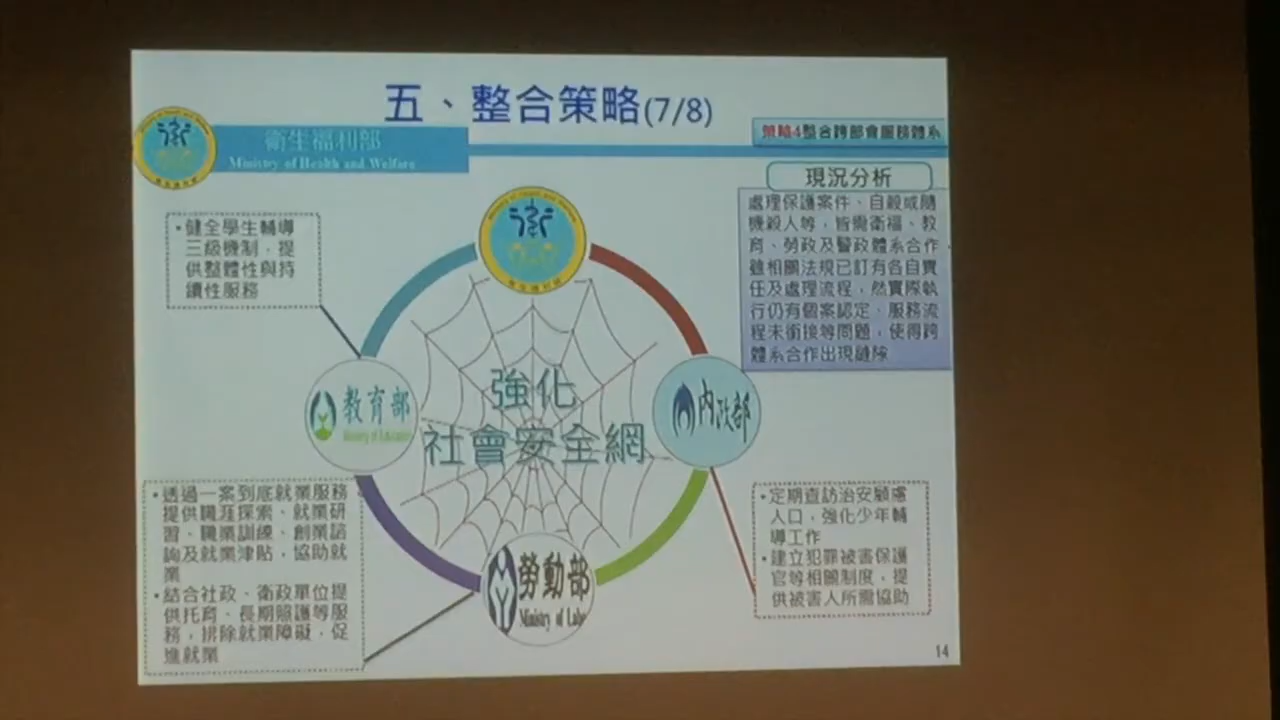 五、整合策略(7/8)
衛生福利部
Ministry of Health and Welfare
策略4整合跨部會服務體系
現況分析
處理保護案件、自殺或隨
機殺人等，皆需衛福、教
育、勞政及警政體系合作，
雖相關法規已訂有各自責
任及處理流程，然實際執
行仍有個案認定、服務流
程未銜接等問題，使得跨
體系合作出現縫隙
•健全學生輔導
三級機制，提
供整體性與持
續性服務
教育部
Ministry of Education
強化
社會安全網
內政部
•透過一案到底就業服務
提供職涯探索、就業研
習、職業訓練、創業諮
詢及就業津貼，協助就
業
•結合社政、衛政單位提
供托育、長期照護等服
務，排除就業障礙，促
進就業
勞動部
Ministry of Labo
•定期查訪治安顧慮
人口，強化少年輔
導工作
•建立犯罪被害保護
官等相關制度，提
供被害人所需協助
14